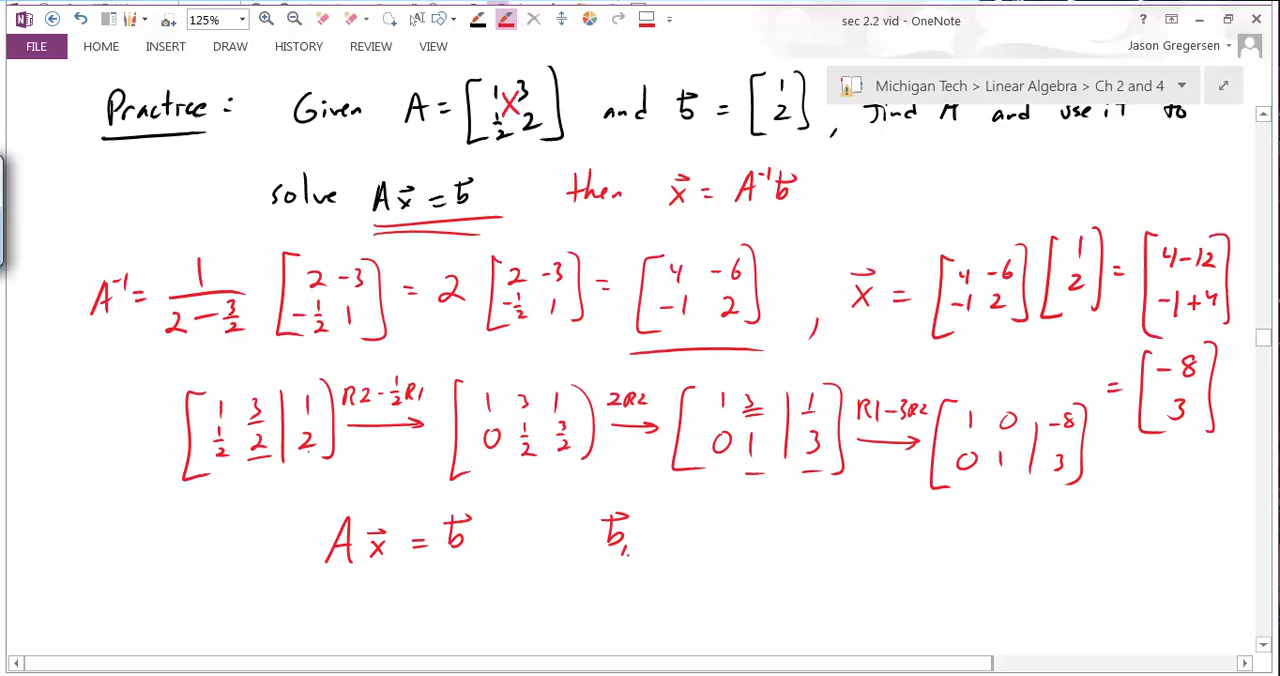 125%
sec 2.2 vid - OneNote
?
FILE HOME INSERT DRAW HISTORY REVIEW VIEW
Jason Gregersen
Michigan Tech > Linear Algebra > Ch 2 and 4
Practice: Given A = [1 3; 1/2 2] and b⃗ = [1; 2], find and use it to
solve Ax⃗ = b⃗ then x⃗ = A⁻¹b⃗
A⁻¹ = 1/(2 - 3/2) [2 -3; -1/2 1] = 2 [2 -3; -1/2 1] = [4 -6; -1 2], x⃗ = [4 -6; -1 2] [1; 2] = [4-12; -1+4]
= [-8; 3]
[1 3 | 1; 1/2 2 | 2] R2-1/2R1 → [1 3 1; 0 1/2 3/2] 2R2 → [1 3 | 1; 0 1 | 3] R1-3R2 → [1 0 | -8; 0 1 | 3]
Ax⃗ = b⃗ b⃗,